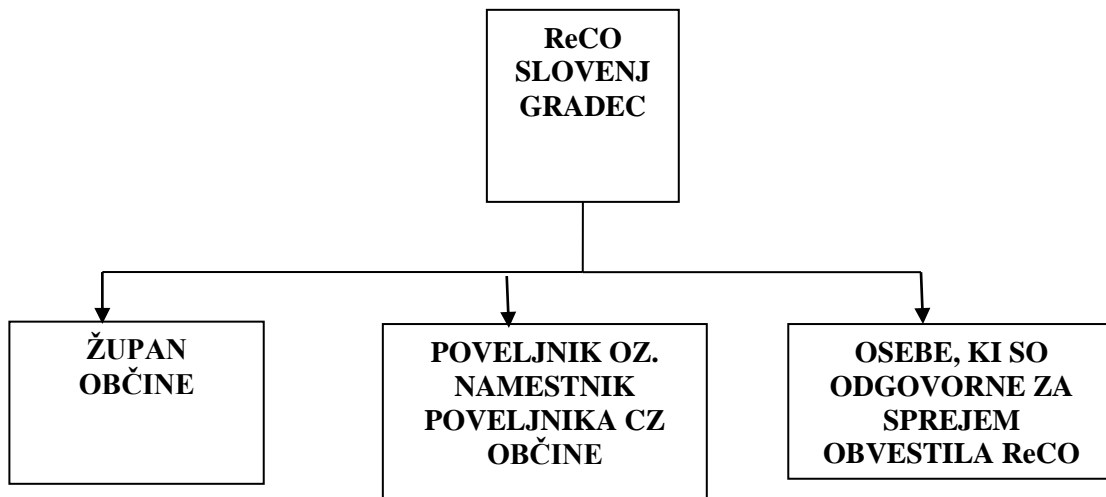 ReCO
SLOVENJ
GRADEC
ŽUPAN
OBČINE
POVELJNIK OZ.
NAMESTNIK
POVELJNIKA CZ
OBČINE
OSEBE, KI SO
ODGOVORNE ZA
SPREJEM
OBVESTILA ReCO